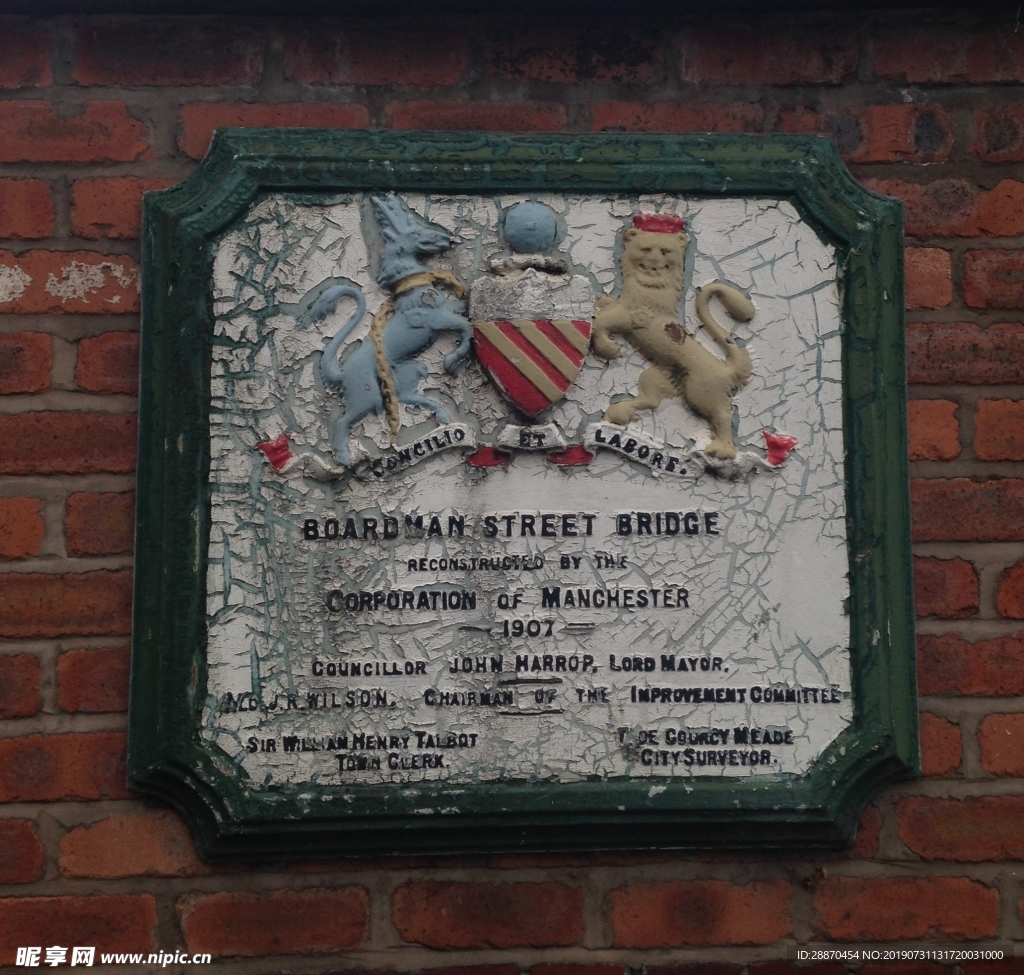 CONCILIO ET LABORE.
BOARDMAN STREET BRIDGE
RECONSTRUCTED BY THE
CORPORATION OF MANCHESTER
1907
COUNCILLOR JOHN HARROP, LORD MAYOR.
J.R. WILSON. CHAIRMAN OF THE IMPROVEMENT COMMITTEE
SIR WILLIAM HENRY TALBOT
TOWN CLERK.
T. DE COURCY MEADE
CITY SURVEYOR.
昵享网 www.nipic.cn
ID:28870454 NO:20190731131720031000